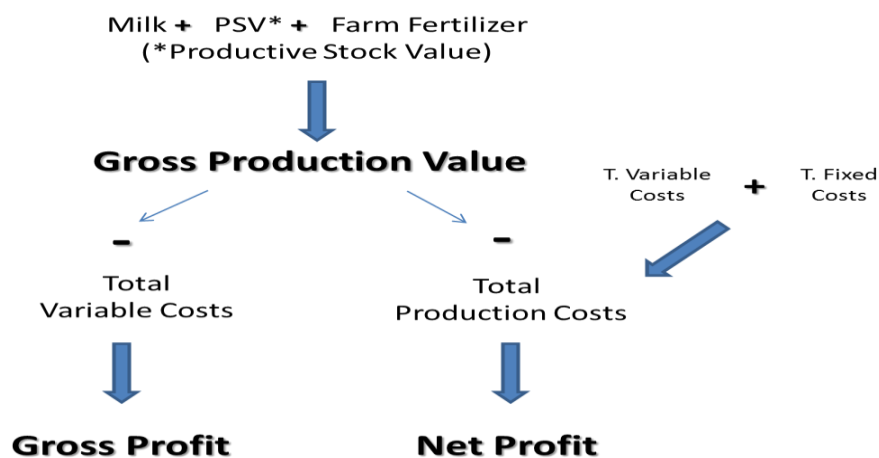 Milk + PSV* + Farm Fertilizer
(*Productive Stock Value)
Gross Production Value
T. Variable
Costs
+
T. Fixed
Costs
-
Total
Variable Costs
-
Total
Production Costs
Gross Profit
Net Profit